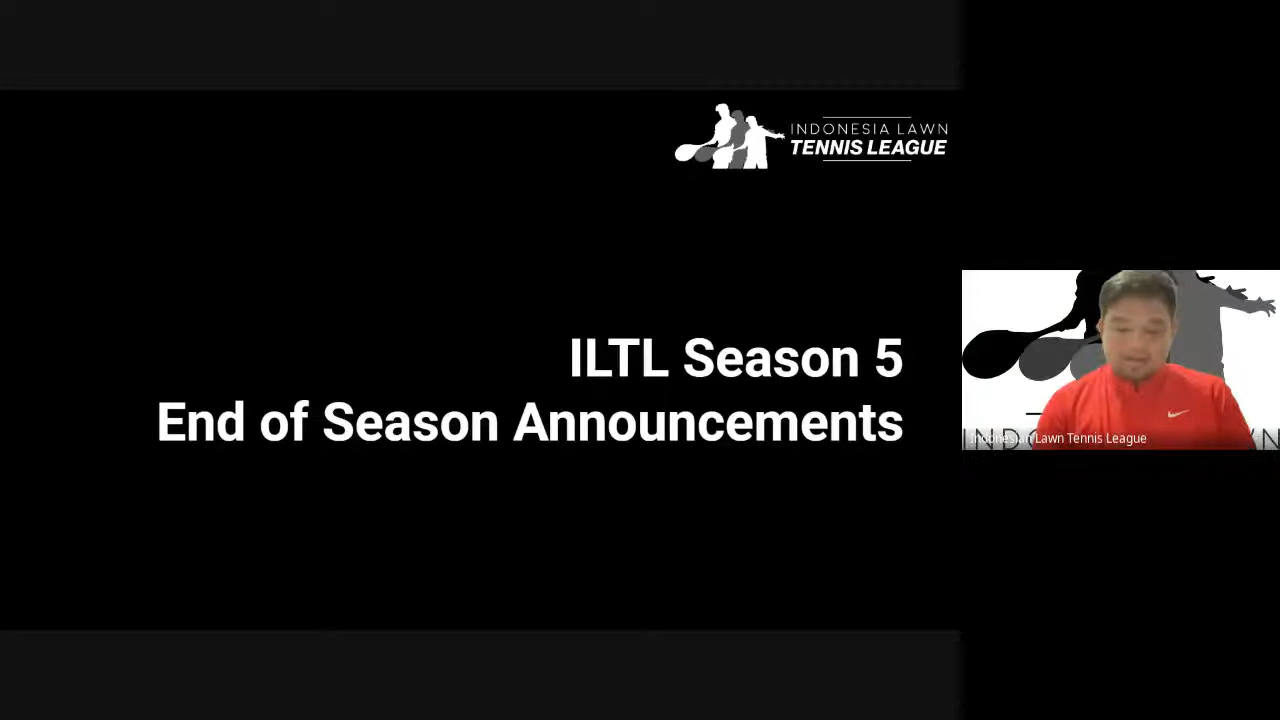 INDONESIA LAWN
TENNIS LEAGUE
ILTL Season 5
End of Season Announcements
Indonesian Lawn Tennis League